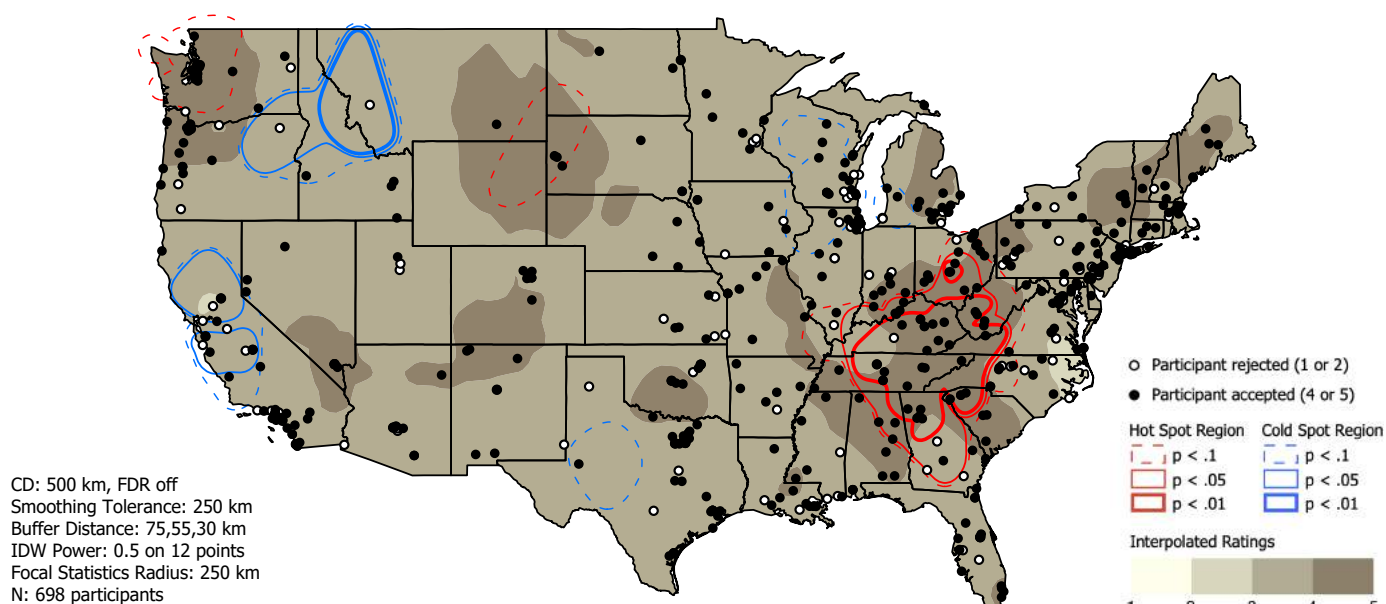 CD: 500 km, FDR off
Smoothing Tolerance: 250 km
Buffer Distance: 75,55,30 km
IDW Power: 0.5 on 12 points
Focal Statistics Radius: 250 km
N: 698 participants
Participant rejected (1 or 2)
Participant accepted (4 or 5)
Hot Spot Region Cold Spot Region
p < .1 p < .1
p < .05 p < .05
p < .01 p < .01
Interpolated Ratings